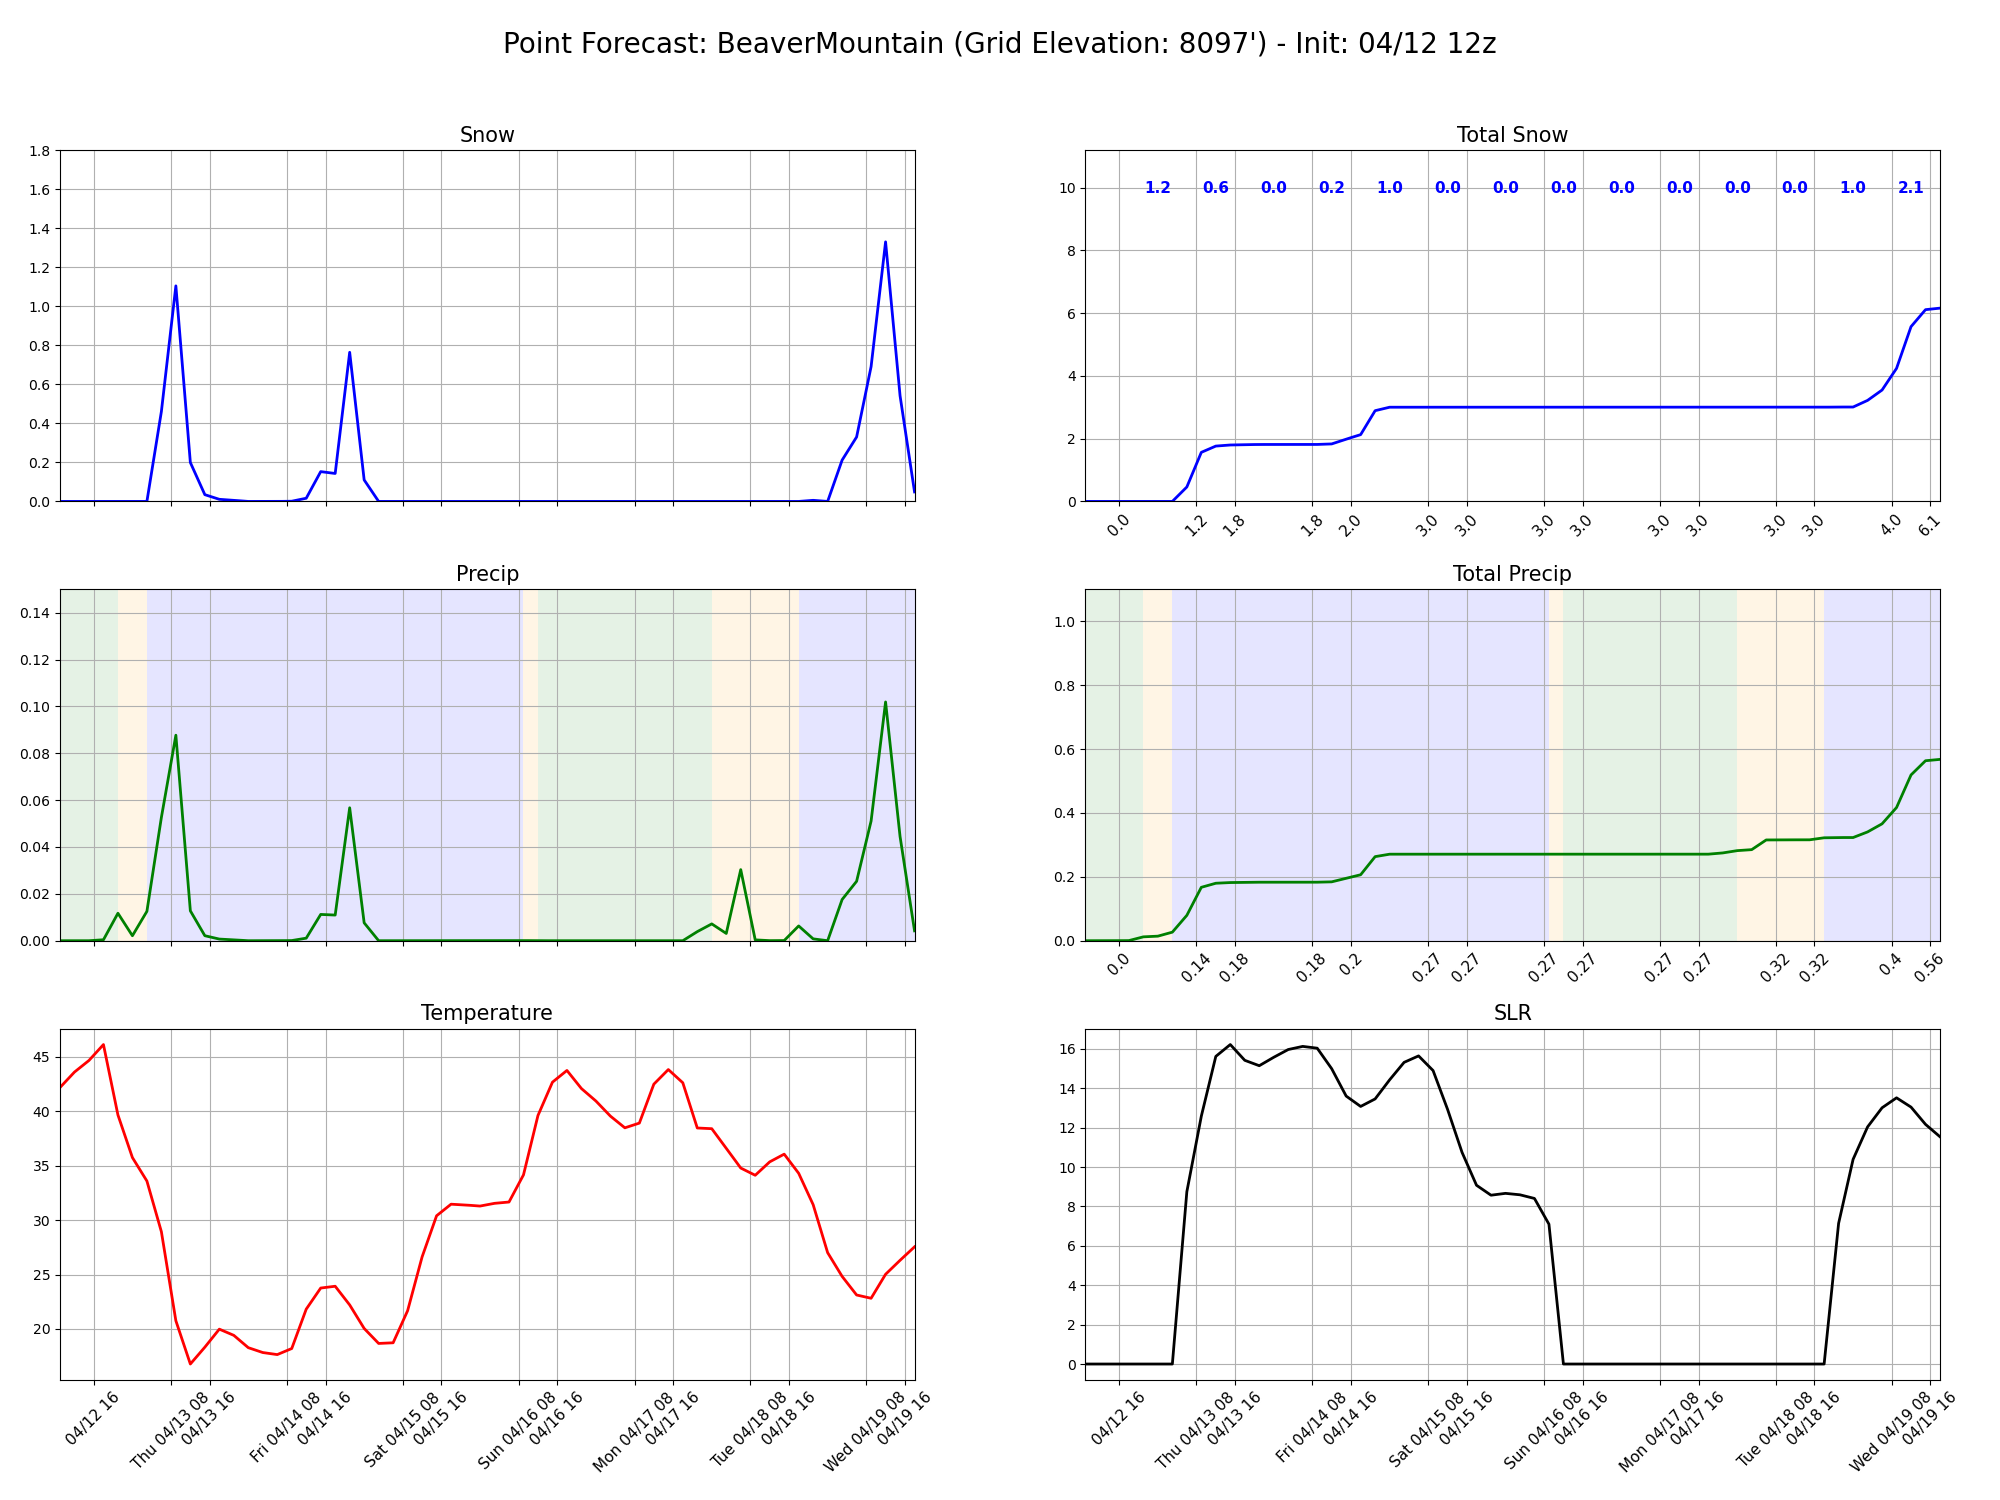 Point Forecast: BeaverMountain (Grid Elevation: 8097') - Init: 04/12 12z
Snow
1.8
1.6
1.4
1.2
1.0
0.8
0.6
0.4
0.2
0.0
Total Snow
10
8
6
4
2
0
1.2 0.6 0.0 0.2 1.0 0.0 0.0 0.0 0.0 0.0 0.0 0.0 1.0 2.1
0.0 1.2 1.8 1.8 2.0 3.0 3.0 3.0 3.0 3.0 3.0 3.0 3.0 4.0 6.1
Precip
0.14
0.12
0.10
0.08
0.06
0.04
0.02
0.00
Total Precip
1.0
0.8
0.6
0.4
0.2
0.0
0.0 0.14 0.18 0.18 0.2 0.27 0.27 0.27 0.27 0.27 0.27 0.32 0.32 0.4 0.56
Temperature
45
40
35
30
25
20
04/12 16
Thu 04/13 08
04/13 16
Fri 04/14 08
04/14 16
Sat 04/15 08
04/15 16
Sun 04/16 08
04/16 16
Mon 04/17 08
04/17 16
Tue 04/18 08
04/18 16
Wed 04/19 08
04/19 16
SLR
16
14
12
10
8
6
4
2
0
04/12 16
Thu 04/13 08
04/13 16
Fri 04/14 08
04/14 16
Sat 04/15 08
04/15 16
Sun 04/16 08
04/16 16
Mon 04/17 08
04/17 16
Tue 04/18 08
04/18 16
Wed 04/19 08
04/19 16